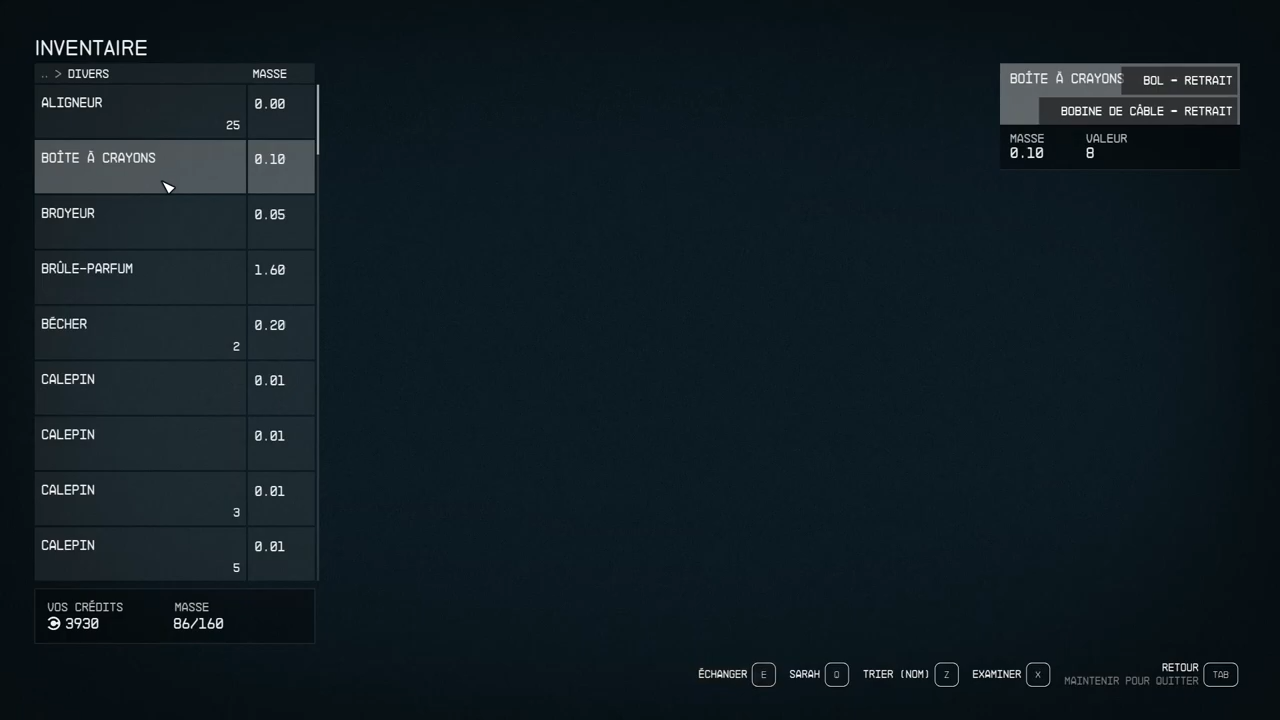 INVENTAIRE
.. > DIVERS MASSE
ALIGNEUR 0.00
25
BOÎTE À CRAYONS 0.10
BROYEUR 0.05
BRÛLE-PARFUM 1.60
BÉCHER 0.20
2
CALEPIN 0.01
CALEPIN 0.01
CALEPIN 0.01
3
CALEPIN 0.01
5
VOS CRÉDITS MASSE
3930 86/160
BOÎTE À CRAYONS
BOL - RETRAIT
BOBINE DE CÂBLE - RETRAIT
MASSE VALEUR
0.10 8
ÉCHANGER E SARAH Q TRIER (NOM) Z EXAMINER X RETOUR TAB
MAINTENIR POUR QUITTER